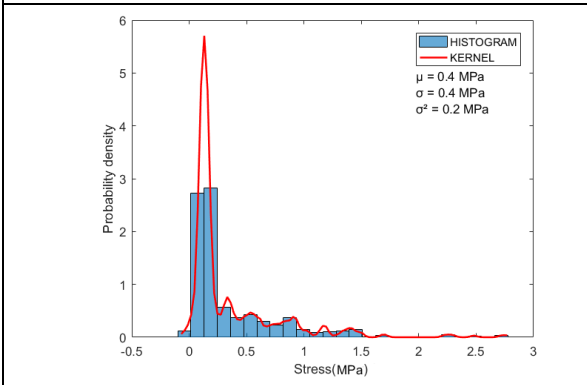 6
5
4
3
2
1
0
-0.5
0
0.5
1
1.5
2
2.5
3
Probability density
Stress(MPa)
HISTOGRAM
KERNEL
μ = 0.4 MPa
σ = 0.4 MPa
σ² = 0.2 MPa